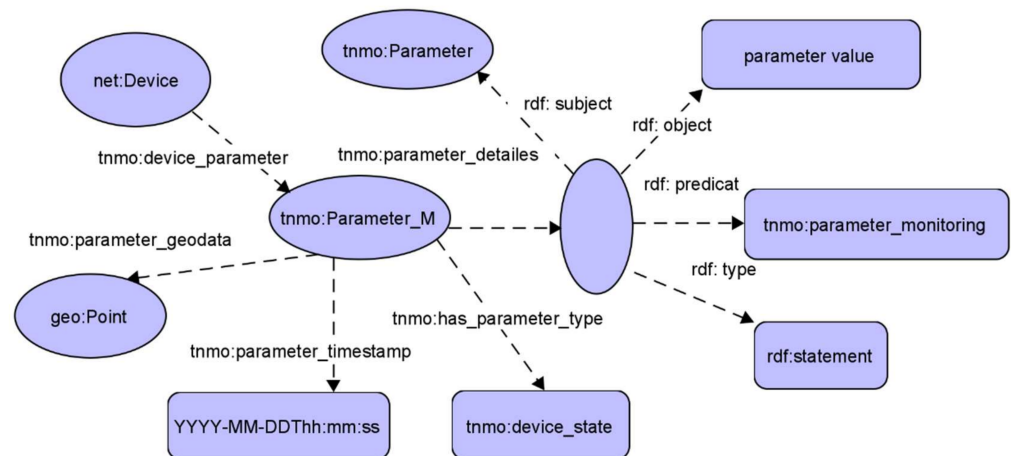 tnmo:Parameter
parameter value
net:Device
rdf: subject
rdf: object
tnmo:device_parameter
tnmo:parameter_detailes
rdf: predicat
tnmo:Parameter_M
tnmo:parameter_monitoring
tnmo:parameter_geodata
rdf: type
geo:Point
tnmo:has_parameter_type
tnmo:parameter_timestamp
rdf:statement
YYYY-MM-DDThh:mm:ss
tnmo:device_state